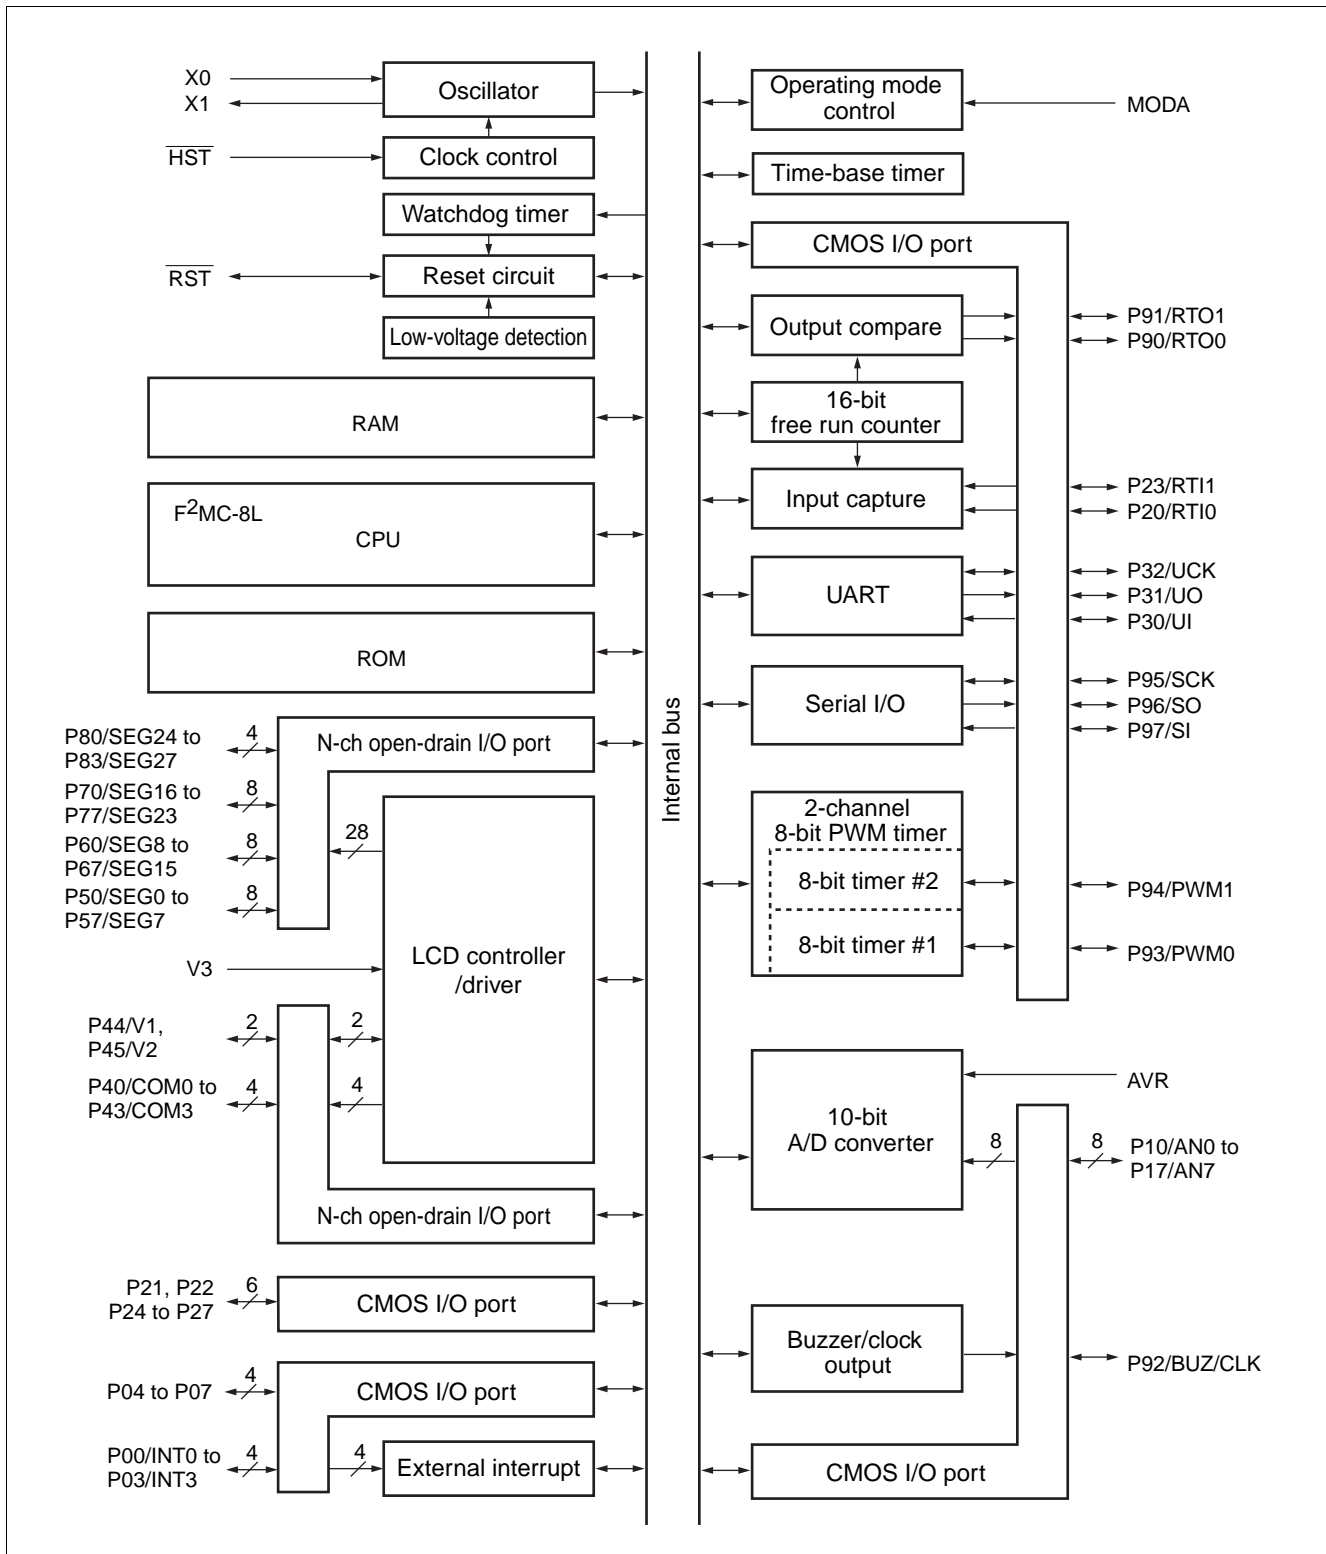 X0
X1
Oscillator
HST
Clock control
Watchdog timer
RST
Reset circuit
Low-voltage detection
RAM
F2MC-8L
CPU
ROM
P80/SEG24 to
P83/SEG27
4
N-ch open-drain I/O port
P70/SEG16 to
P77/SEG23
8
P60/SEG8 to
P67/SEG15
8
28
P50/SEG0 to
P57/SEG7
8
V3
LCD controller
/driver
P44/V1,
P45/V2
2
2
P40/COM0 to
P43/COM3
4
4
N-ch open-drain I/O port
P21, P22
P24 to P27
6
CMOS I/O port
P04 to P07
4
CMOS I/O port
P00/INT0 to
P03/INT3
4
4
External interrupt
Internal bus
Operating mode
control
MODA
Time-base timer
CMOS I/O port
Output compare
P91/RTO1
P90/RTO0
16-bit
free run counter
Input capture
P23/RTI1
P20/RTI0
UART
P32/UCK
P31/UO
P30/UI
Serial I/O
P95/SCK
P96/SO
P97/SI
2-channel
8-bit PWM timer
8-bit timer #2
P94/PWM1
8-bit timer #1
P93/PWM0
AVR
10-bit
A/D converter
8
8
P10/AN0 to
P17/AN7
Buzzer/clock
output
P92/BUZ/CLK
CMOS I/O port